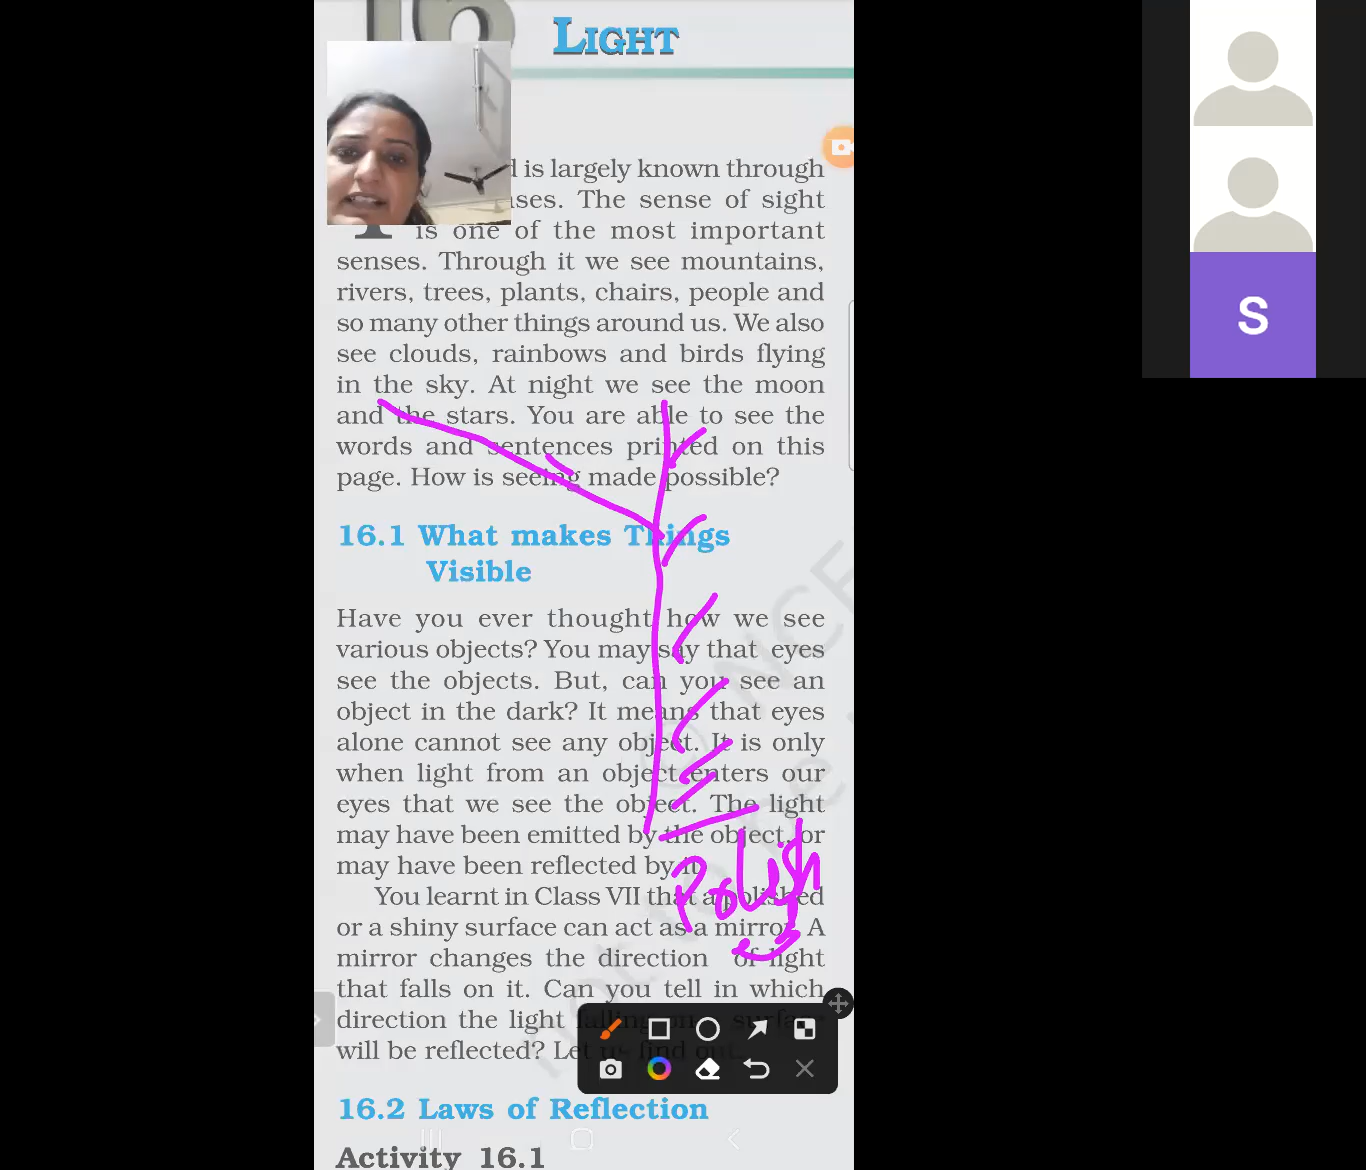 16
LIGHT
d is largely known through
nses. The sense of sight
is one of the most important
senses. Through it we see mountains,
rivers, trees, plants, chairs, people and
so many other things around us. We also
see clouds, rainbows and birds flying
in the sky. At night we see the moon
and the stars. You are able to see the
words and sentences printed on this
page. How is seeing made possible?
16.1 What makes Things
Visible
Have you ever thought how we see
various objects? You may say that eyes
see the objects. But, can you see an
object in the dark? It means that eyes
alone cannot see any object. It is only
when light from an object enters our
eyes that we see the object. The light
may have been emitted by the object, or
may have been reflected by it.
You learnt in Class VII that a polished
or a shiny surface can act as a mirror. A
mirror changes the direction of light
that falls on it. Can you tell in which
direction the light falling on a surface
will be reflected? Let us find out.
16.2 Laws of Reflection
Activity 16.1
Polish
S